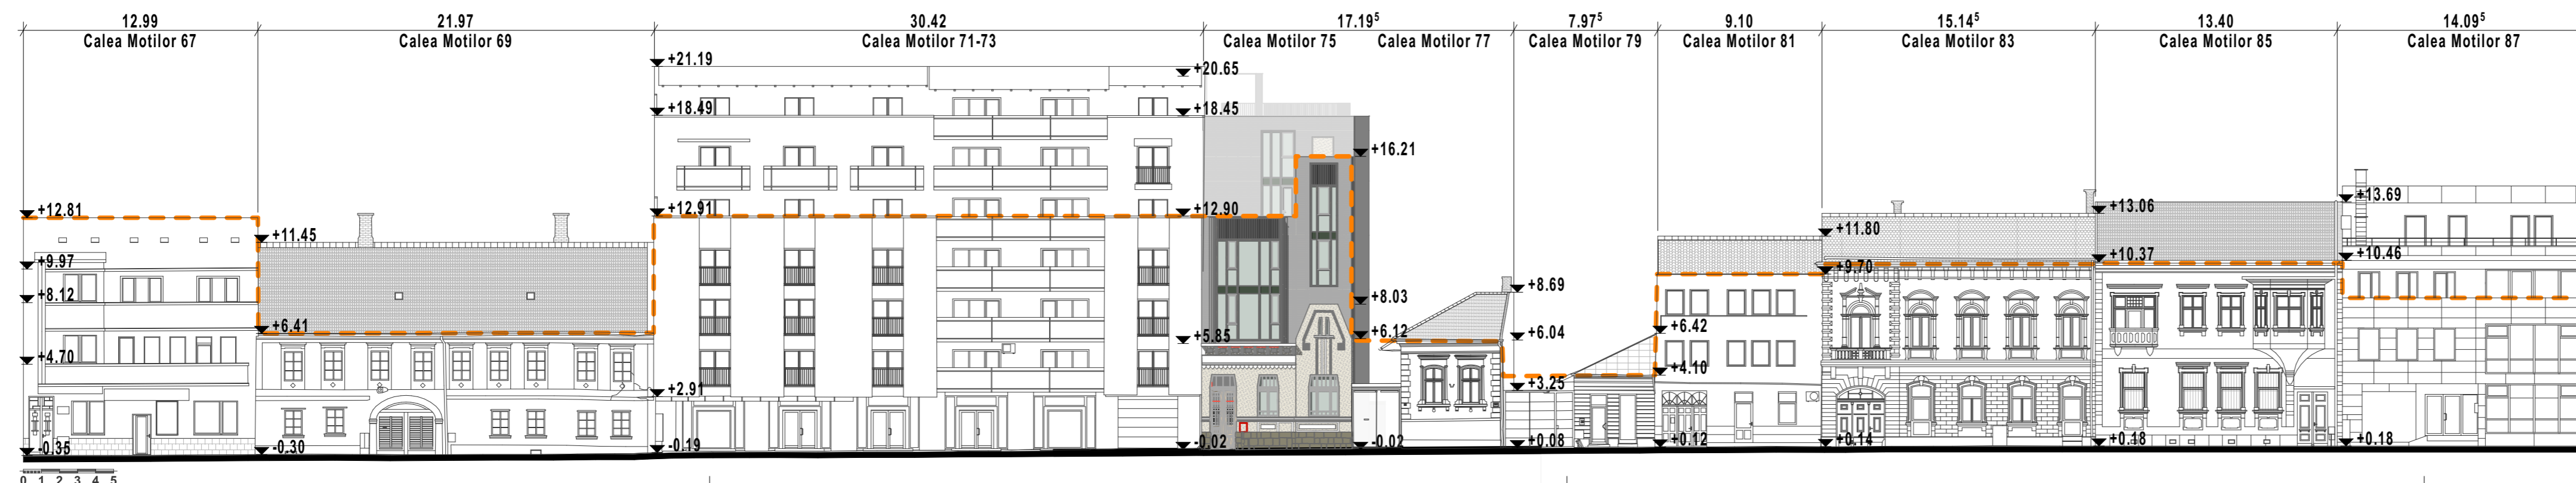 12.99 21.97 30.42 17.19⁵ 7.97⁵ 9.10 15.14⁵ 13.40 14.09⁵
Calea Motilor 67 Calea Motilor 69 Calea Motilor 71-73 Calea Motilor 75 Calea Motilor 77 Calea Motilor 79 Calea Motilor 81 Calea Motilor 83 Calea Motilor 85 Calea Motilor 87
+21.19
+20.65
+18.49 +18.45
+16.21
+12.81 +12.91 +12.90 +13.06 +13.69
+11.45 +11.80
+9.97 +9.70 +10.37 +10.46
+8.12 +8.03 +8.69
+6.41 +5.85 +6.12 +6.04 +6.42
+4.70 +4.10
+2.91 +3.25
-0.35 -0.30 -0.19 -0.02 -0.02 +0.08 +0.12 +0.14 +0.18 +0.18
0 1 2 3 4 5